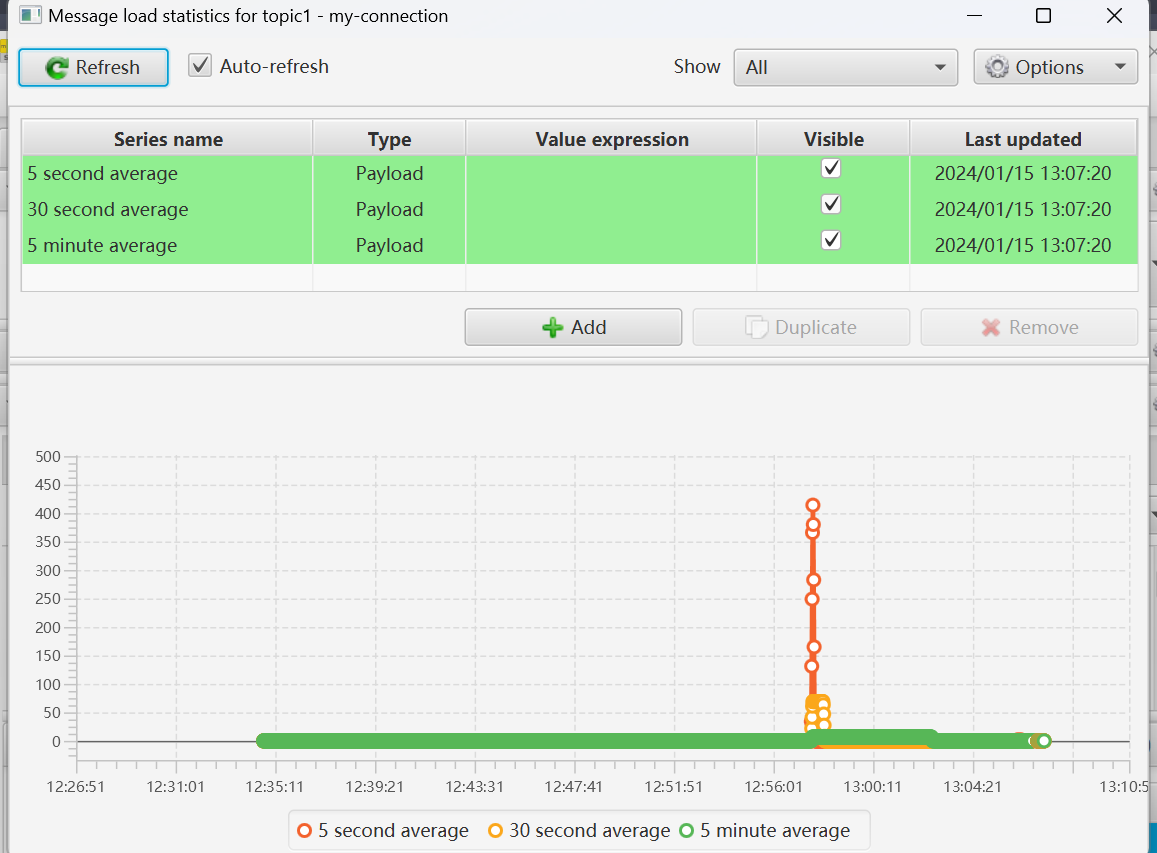 Message load statistics for topic1 - my-connection
Refresh Auto-refresh Show All Options
Series name Type Value expression Visible Last updated
5 second average Payload 2024/01/15 13:07:20
30 second average Payload 2024/01/15 13:07:20
5 minute average Payload 2024/01/15 13:07:20
Add Duplicate Remove
500
450
400
350
300
250
200
150
100
50
0
12:26:51 12:31:01 12:35:11 12:39:21 12:43:31 12:47:41 12:51:51 12:56:01 13:00:11 13:04:21 13:10:5
5 second average 30 second average 5 minute average